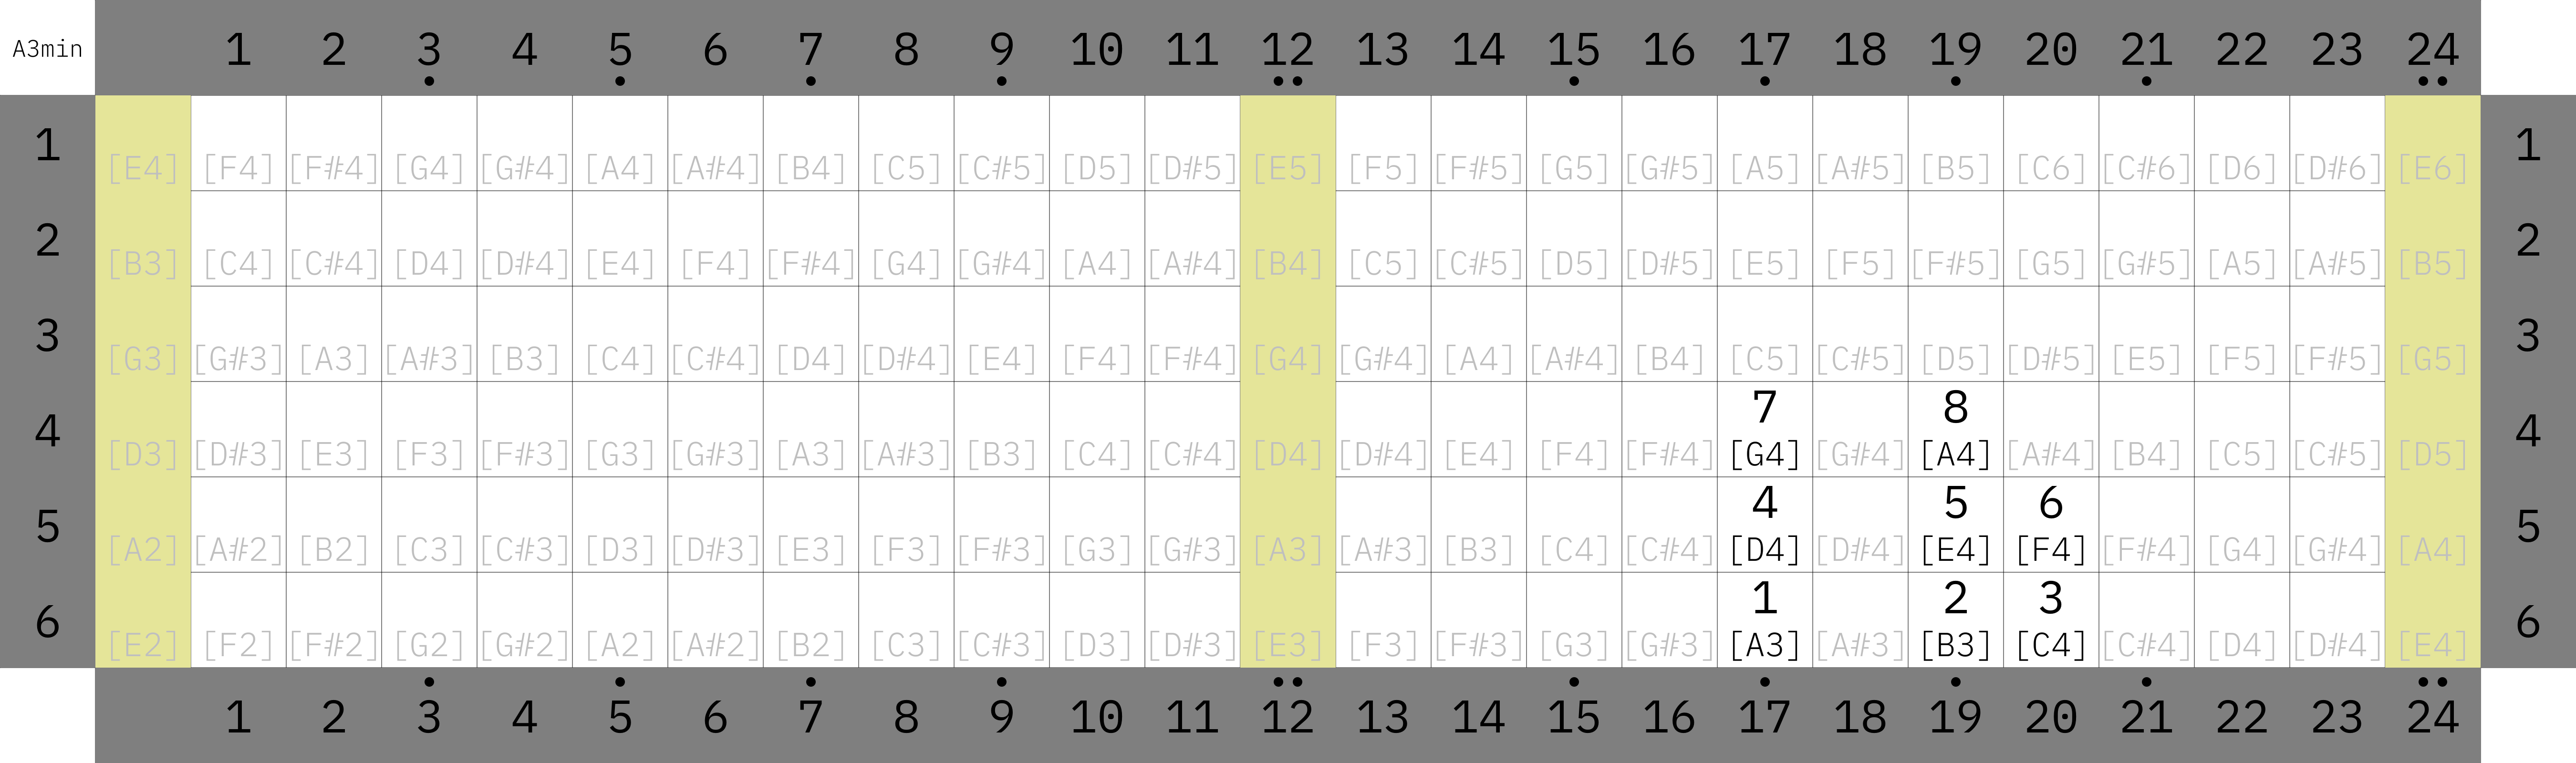 A3min 1 2 3 4 5 6 7 8 9 10 11 12 13 14 15 16 17 18 19 20 21 22 23 24
1 [E4] [F4] [F#4] [G4] [G#4] [A4] [A#4] [B4] [C5] [C#5] [D5] [D#5] [E5] [F5] [F#5] [G5] [G#5] [A5] [A#5] [B5] [C6] [C#6] [D6] [D#6] [E6] 1
2 [B3] [C4] [C#4] [D4] [D#4] [E4] [F4] [F#4] [G4] [G#4] [A4] [A#4] [B4] [C5] [C#5] [D5] [D#5] [E5] [F5] [F#5] [G5] [G#5] [A5] [A#5] [B5] 2
3 [G3] [G#3] [A3] [A#3] [B3] [C4] [C#4] [D4] [D#4] [E4] [F4] [F#4] [G4] [G#4] [A4] [A#4] [B4] [C5] [C#5] [D5] [D#5] [E5] [F5] [F#5] [G5] 3
7 8
4 [D3] [D#3] [E3] [F3] [F#3] [G3] [G#3] [A3] [A#3] [B3] [C4] [C#4] [D4] [D#4] [E4] [F4] [F#4] [G4] [G#4] [A4] [A#4] [B4] [C5] [C#5] [D5] 4
4 5 6
5 [A2] [A#2] [B2] [C3] [C#3] [D3] [D#3] [E3] [F3] [F#3] [G3] [G#3] [A3] [A#3] [B3] [C4] [C#4] [D4] [D#4] [E4] [F4] [F#4] [G4] [G#4] [A4] 5
1 2 3
6 [E2] [F2] [F#2] [G2] [G#2] [A2] [A#2] [B2] [C3] [C#3] [D3] [D#3] [E3] [F3] [F#3] [G3] [G#3] [A3] [A#3] [B3] [C4] [C#4] [D4] [D#4] [E4] 6
1 2 3 4 5 6 7 8 9 10 11 12 13 14 15 16 17 18 19 20 21 22 23 24